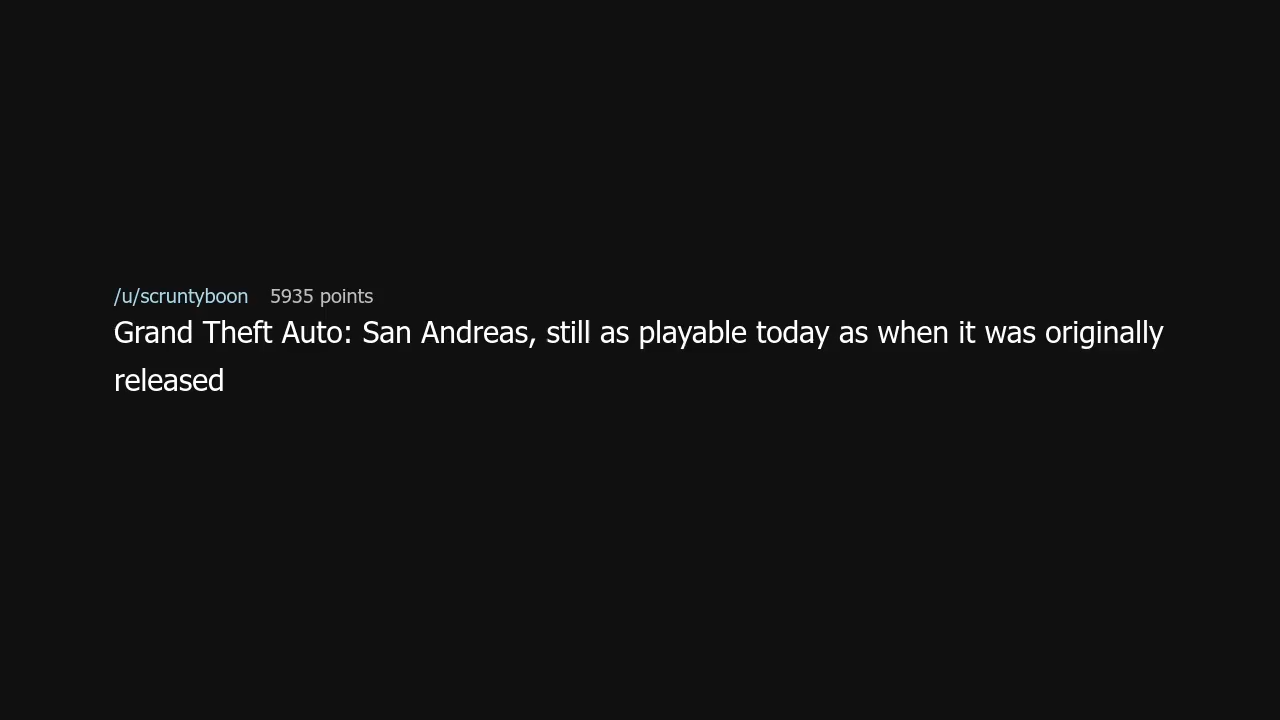 /u/scruntyboon 5935 points
Grand Theft Auto: San Andreas, still as playable today as when it was originally
released